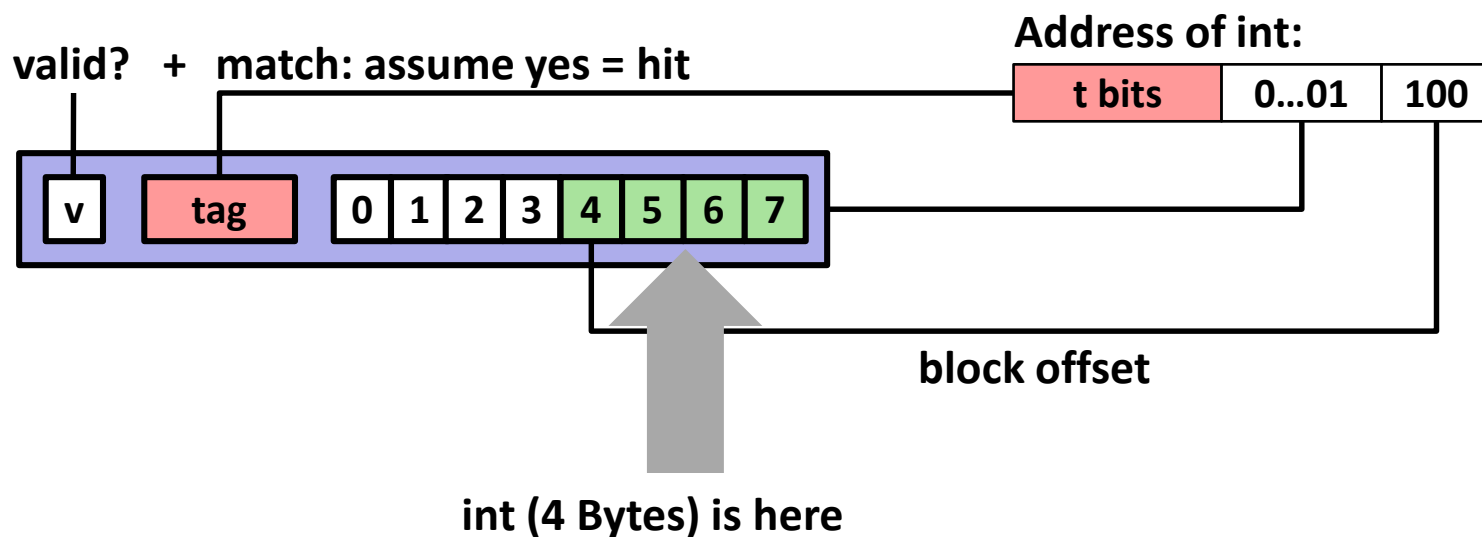 Address of int:
valid? + match: assume yes = hit
t bits 0...01 100
v tag 0 1 2 3 4 5 6 7
block offset
int (4 Bytes) is here